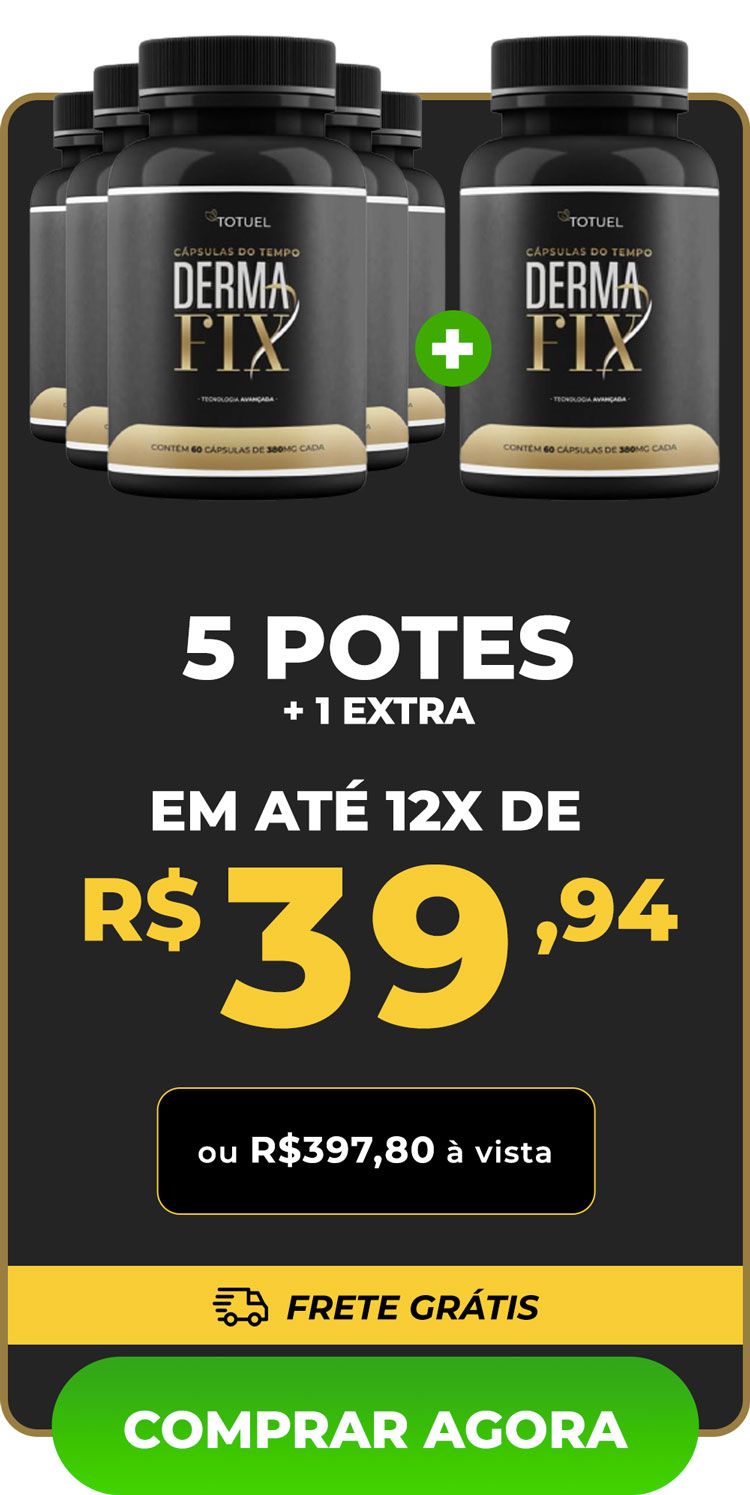 TOTUEL
CÁPSULAS DO TEMPO
DERMA
FIX
- TECNOLOGIA AVANÇADA -
CONTÉM 60 CÁPSULAS DE 380MG CADA
TOTUEL
CÁPSULAS DO TEMPO
DERMA
FIX
- TECNOLOGIA AVANÇADA -
CONTÉM 60 CÁPSULAS DE 380MG CADA
+
5 POTES
+ 1 EXTRA
EM ATÉ 12X DE
R$39,94
ou R$397,80 à vista
FRETE GRÁTIS
COMPRAR AGORA